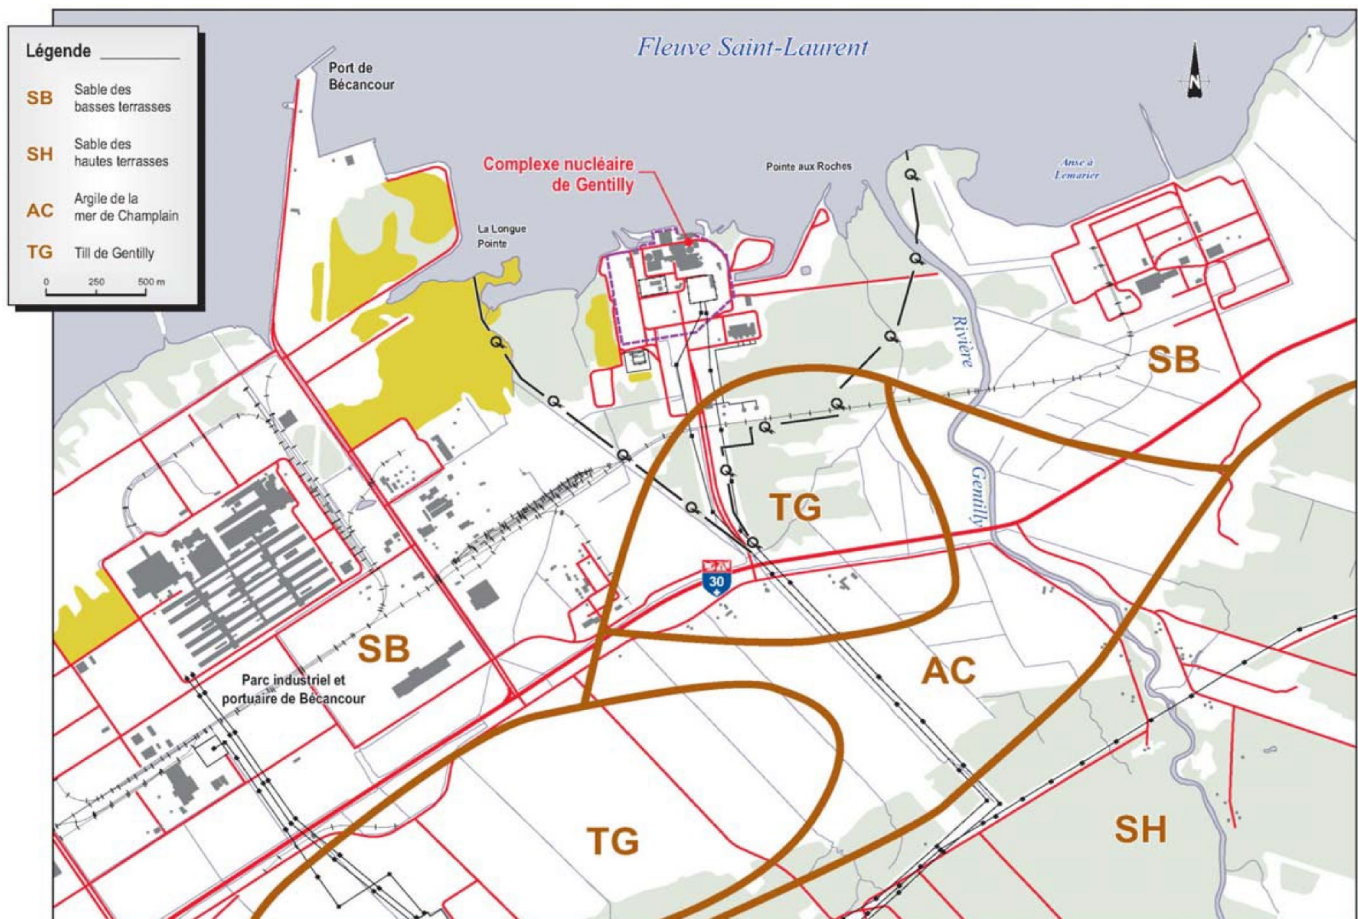 Légende
SB
Sable des
basses terrasses
SH
Sable des
hautes terrasses
AC
Argile de la
mer de Champlain
TG
Till de Gentilly
0 250 500 m
Port de
Bécancour
Fleuve Saint-Laurent
N
Complexe nucléaire
de Gentilly
Pointe aux Roches
Anse à
Lemarier
La Longue
Pointe
Rivière
Gentilly
SB
TG
30
SB
AC
Parc industriel et
portuaire de Bécancour
TG
SH